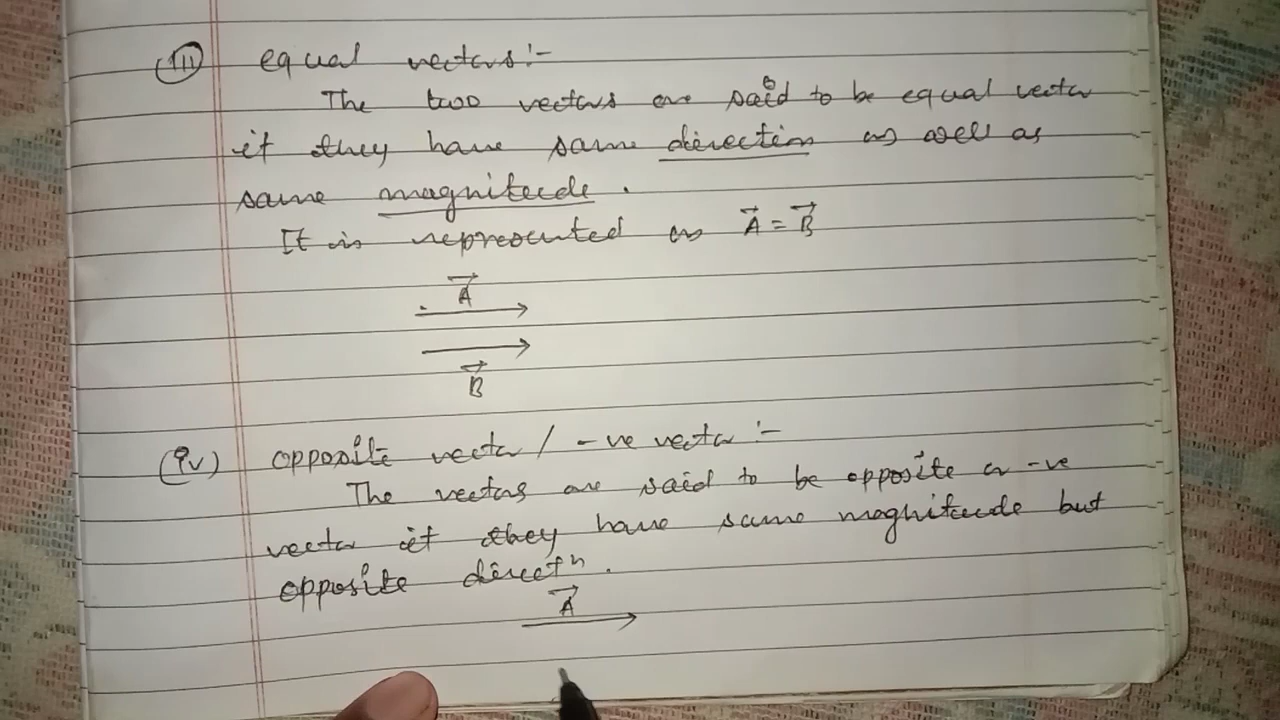 (iii) equal vectors :-
The two vectors are said to be equal vector
if they have same direction as well as
same magnitude.
It is represented as A⃗ = B⃗
A⃗
B⃗
(iv) opposite vector / -ve vector :-
The vectors are said to be opposite or -ve
vector if they have same magnitude but
opposite directn.
A⃗